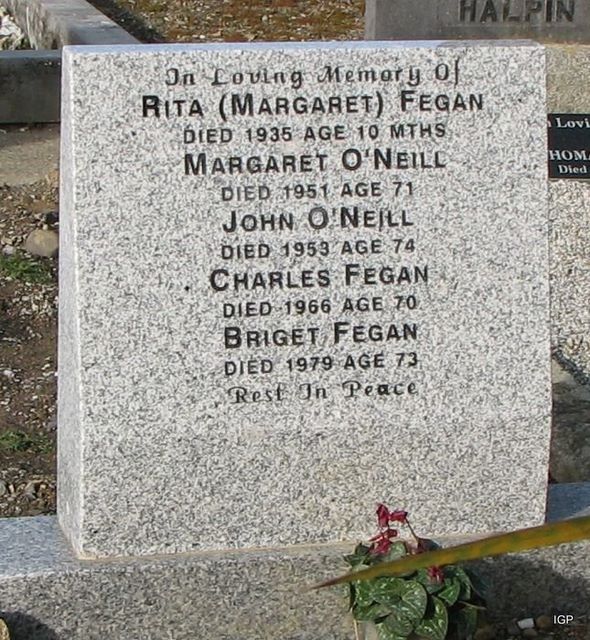 HALPIN
In Loving Memory Of
RITA (MARGARET) FEGAN
DIED 1935 AGE 10 MTHS
MARGARET O'NEILL
DIED 1951 AGE 71
JOHN O'NEILL
DIED 1953 AGE 74
CHARLES FEGAN
DIED 1966 AGE 70
BRIGET FEGAN
DIED 1979 AGE 73
Rest In Peace
Died
IGP